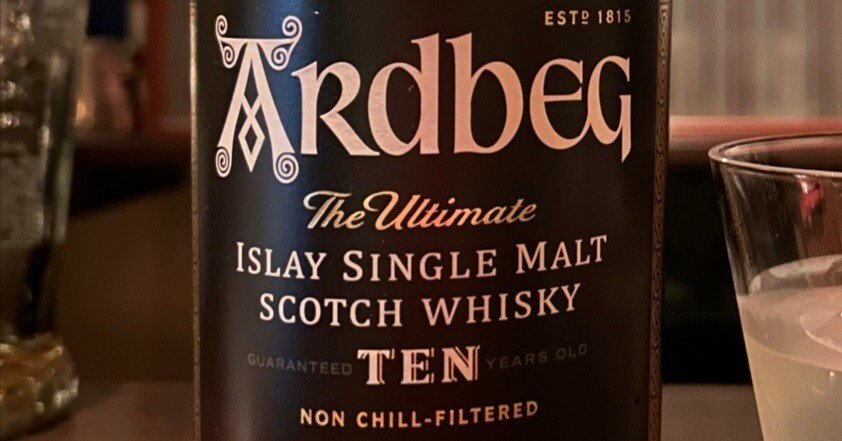 ESTD 1815
ARdbEG
The Ultimate
ISLAY SINGLE MALT
SCOTCH WHISKY
GUARANTEED TEN YEARS OLD
NON CHILL-FILTERED